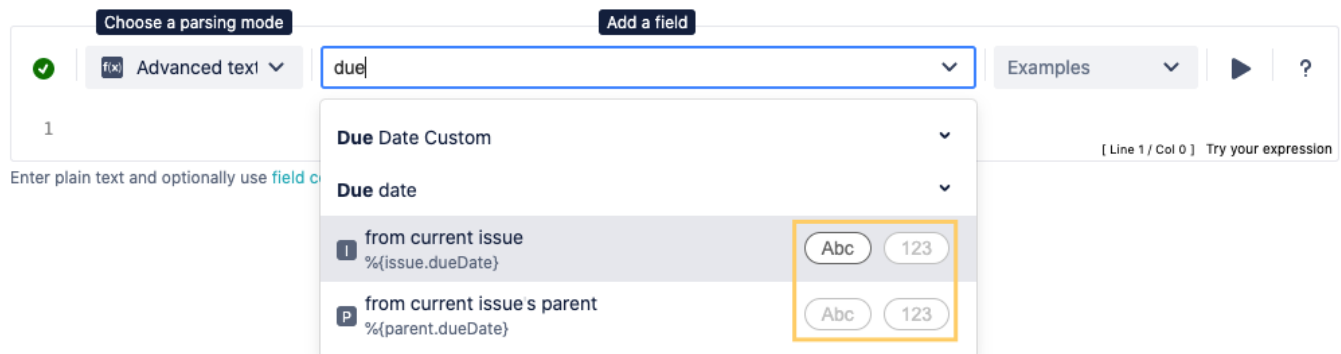 Choose a parsing mode
Add a field
f(x) Advanced text
due
Examples
?
1
[ Line 1 / Col 0 ] Try your expression
Enter plain text and optionally use field c
Due Date Custom
Due date
I from current issue
%{issue.dueDate}
Abc 123
P from current issue's parent
%{parent.dueDate}
Abc 123